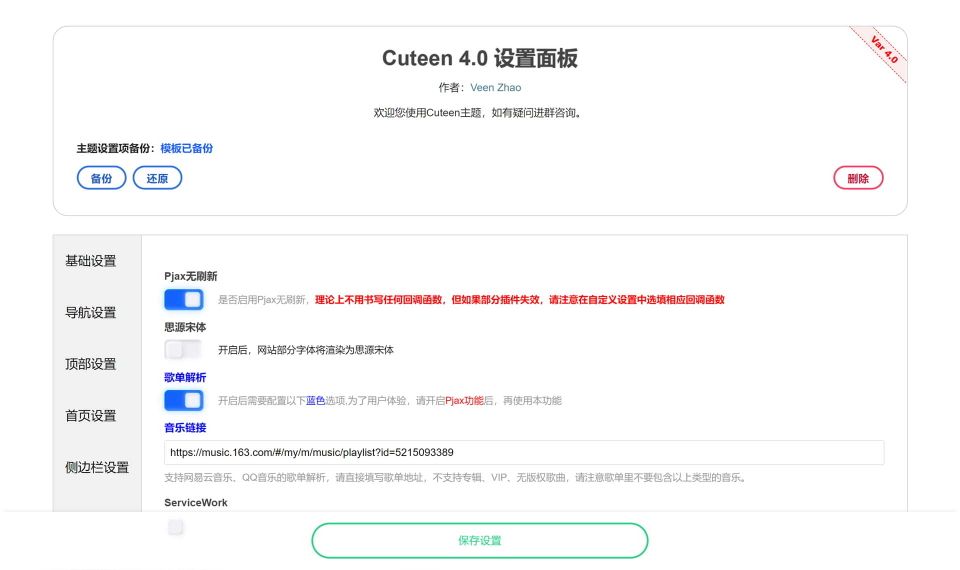 Cuteen 4.0 设置面板
Var 4.0
作者：Veen Zhao
欢迎您使用Cuteen主题，如有疑问进群咨询。
主题设置项备份：模板已备份
备份
还原
删除
基础设置
导航设置
顶部设置
首页设置
侧边栏设置
Pjax无刷新
是否启用Pjax无刷新，理论上不用书写任何回调函数，但如果部分插件失效，请注意在自定义设置中选填相应回调函数
思源宋体
开启后，网站部分字体将渲染为思源宋体
歌单解析
开启后需要配置以下蓝色选项,为了用户体验，请开启Pjax功能后，再使用本功能
音乐链接
https://music.163.com/#/my/m/music/playlist?id=5215093389
支持网易云音乐、QQ音乐的歌单解析，请直接填写歌单地址，不支持专辑、VIP、无版权歌曲，请注意歌单里不要包含以上类型的音乐。
ServiceWork
保存设置